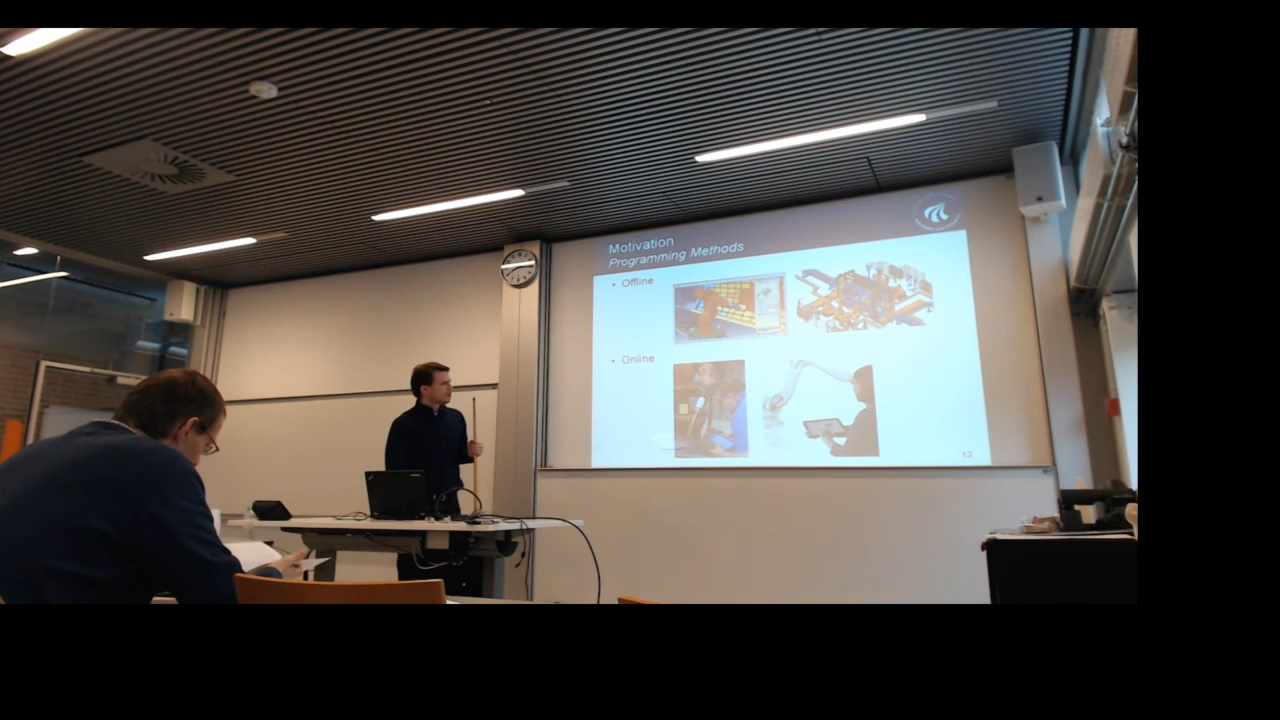 Motivation
Programming Methods
• Offline
• Online
12